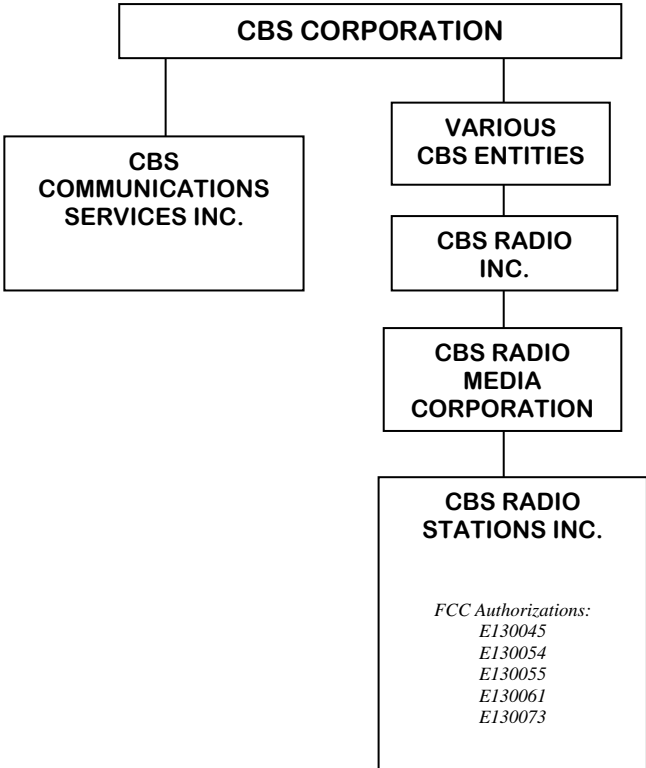 CBS CORPORATION
CBS
COMMUNICATIONS
SERVICES INC.
VARIOUS
CBS ENTITIES
CBS RADIO
INC.
CBS RADIO
MEDIA
CORPORATION
CBS RADIO
STATIONS INC.
FCC Authorizations:
E130045
E130054
E130055
E130061
E130073